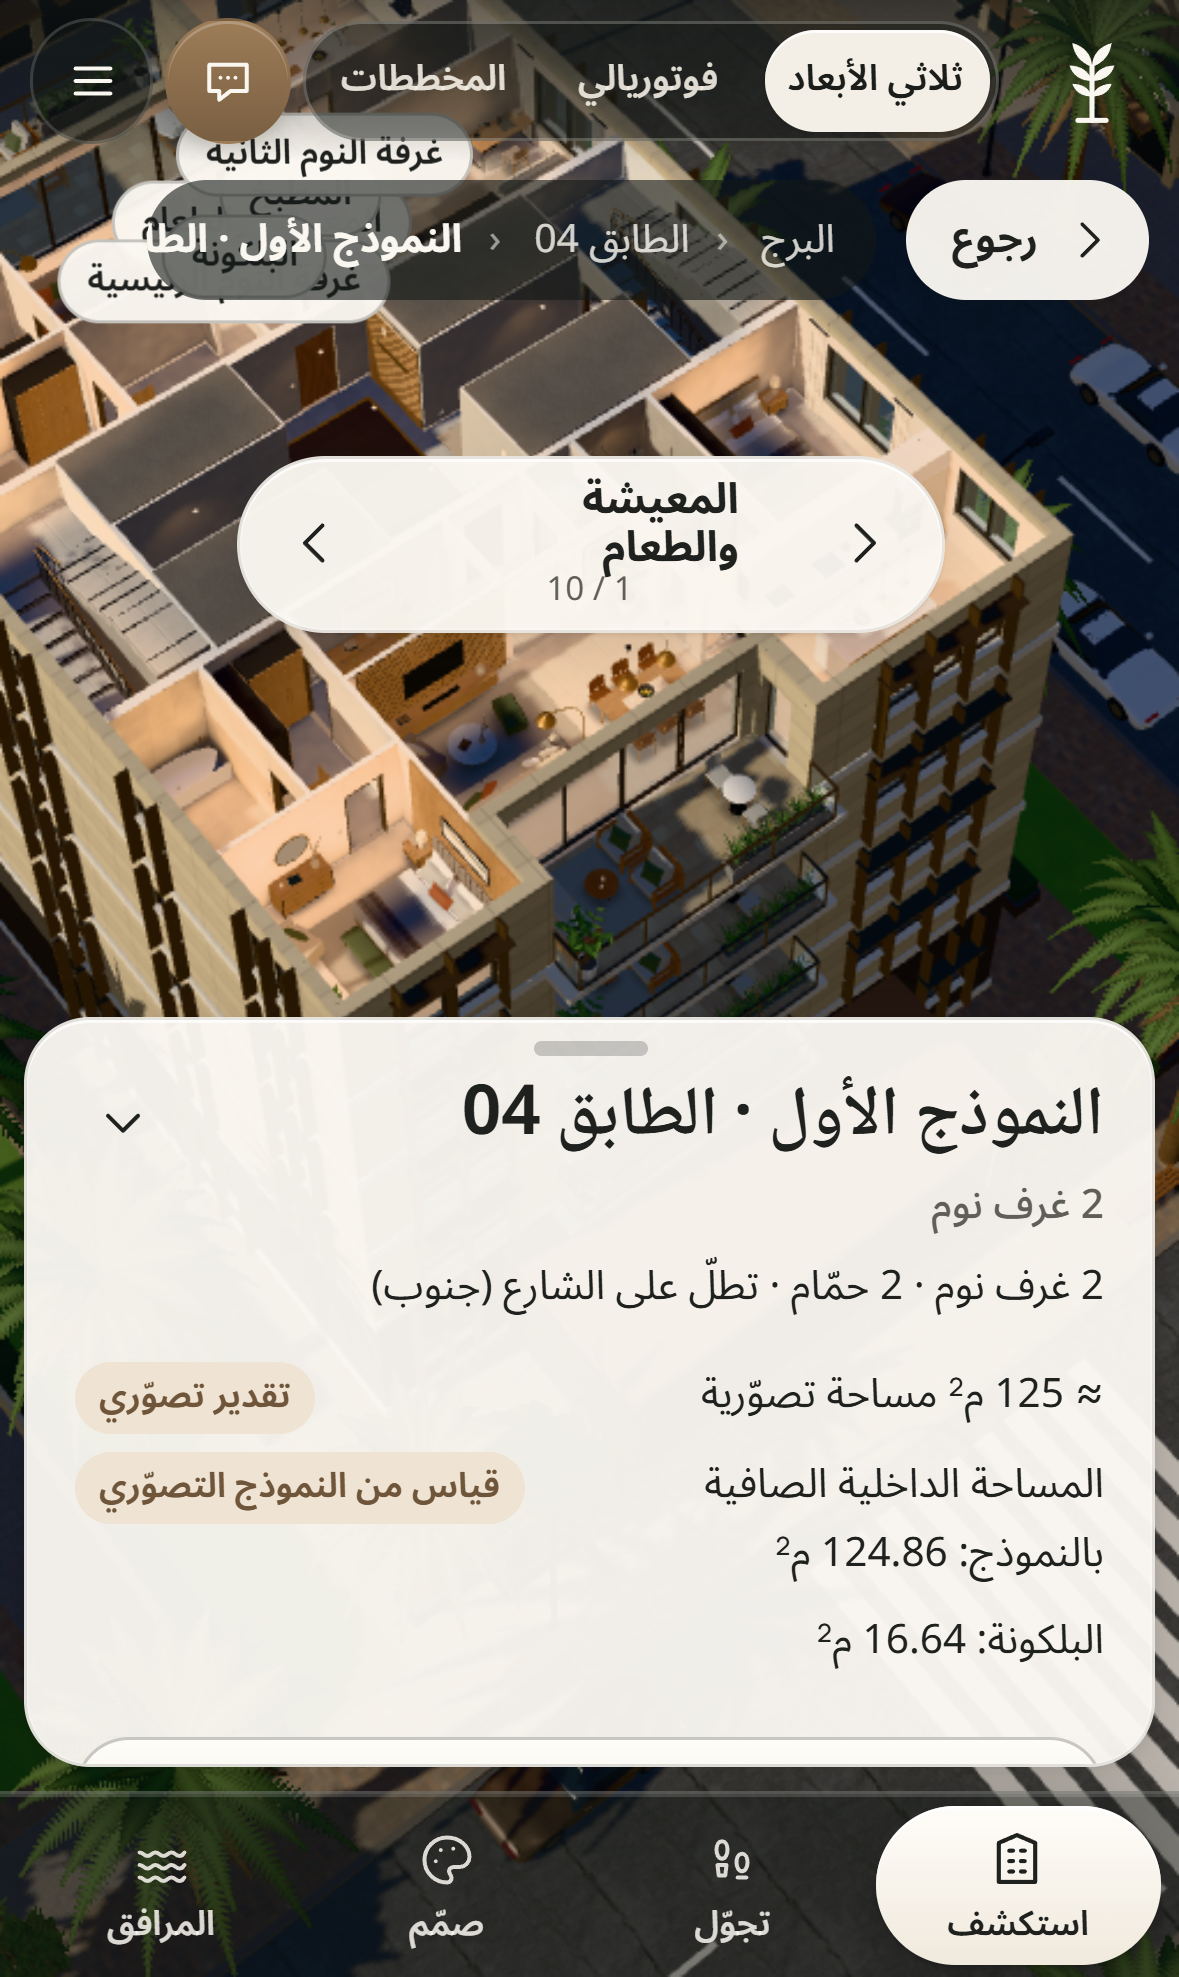 ثلاثي الأبعاد
فوتوريالي
المخططات
غرفة النوم الثانية
المطبخ
رجوع
البرج › الطابق 04 › النموذج الأول · الطا
البلكونة
المعيشة
والطعام
1 / 10
النموذج الأول · الطابق 04
2 غرف نوم
2 غرف نوم · 2 حمّام · تطلّ على الشارع (جنوب)
≈ 125 م² مساحة تصوّرية
تقدير تصوّري
المساحة الداخلية الصافية
بالنموذج: 124.86 م²
قياس من النموذج التصوّري
البلكونة: 16.64 م²
استكشف
تجوّل
صمّم
المرافق